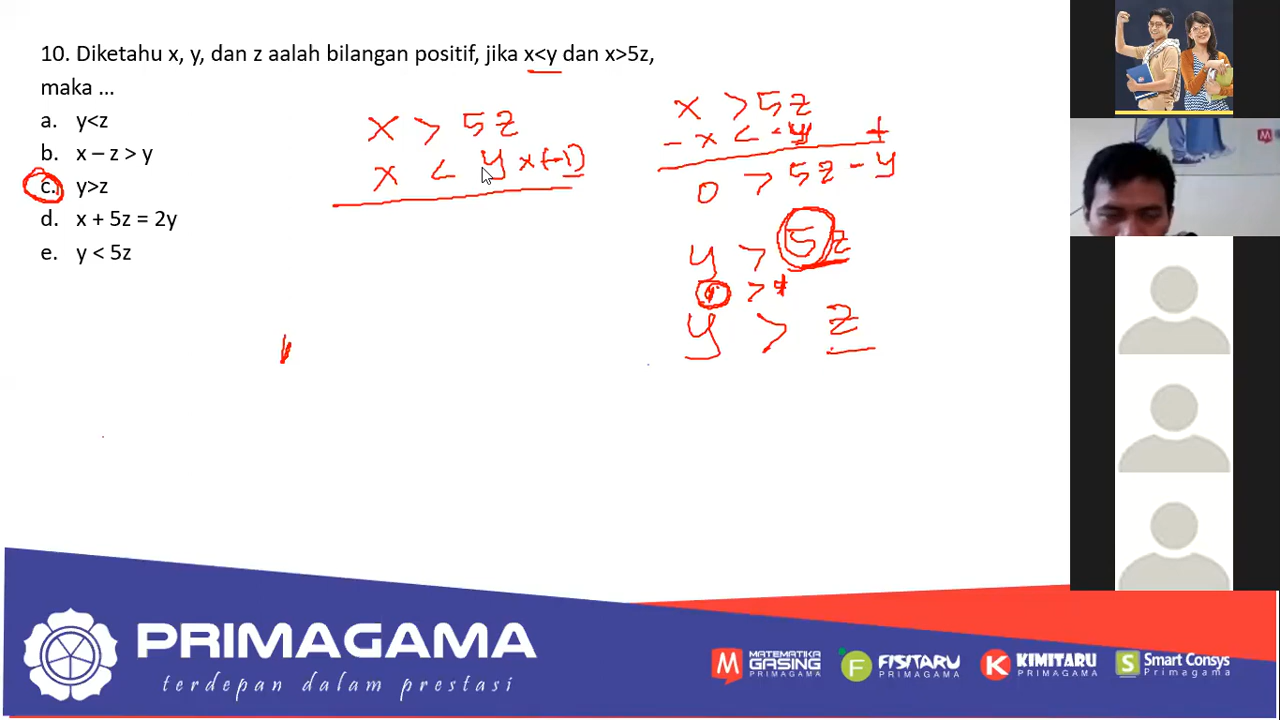 10. Diketahu x, y, dan z aalah bilangan positif, jika x<y dan x>5z,
maka ...
a. y<z
b. x – z > y
c. y>z
d. x + 5z = 2y
e. y < 5z
x > 5z
x < y x(-1)
x > 5z
-x < -y +
0 > 5z - y
y > 5z
y > z
PRIMAGAMA
terdepan dalam prestasi
MATEMATIKA
GASING
PRIMAGAMA
F
FISITARU
PRIMAGAMA
K
KIMITARU
PRIMAGAMA
S
Smart Consys
Primagama